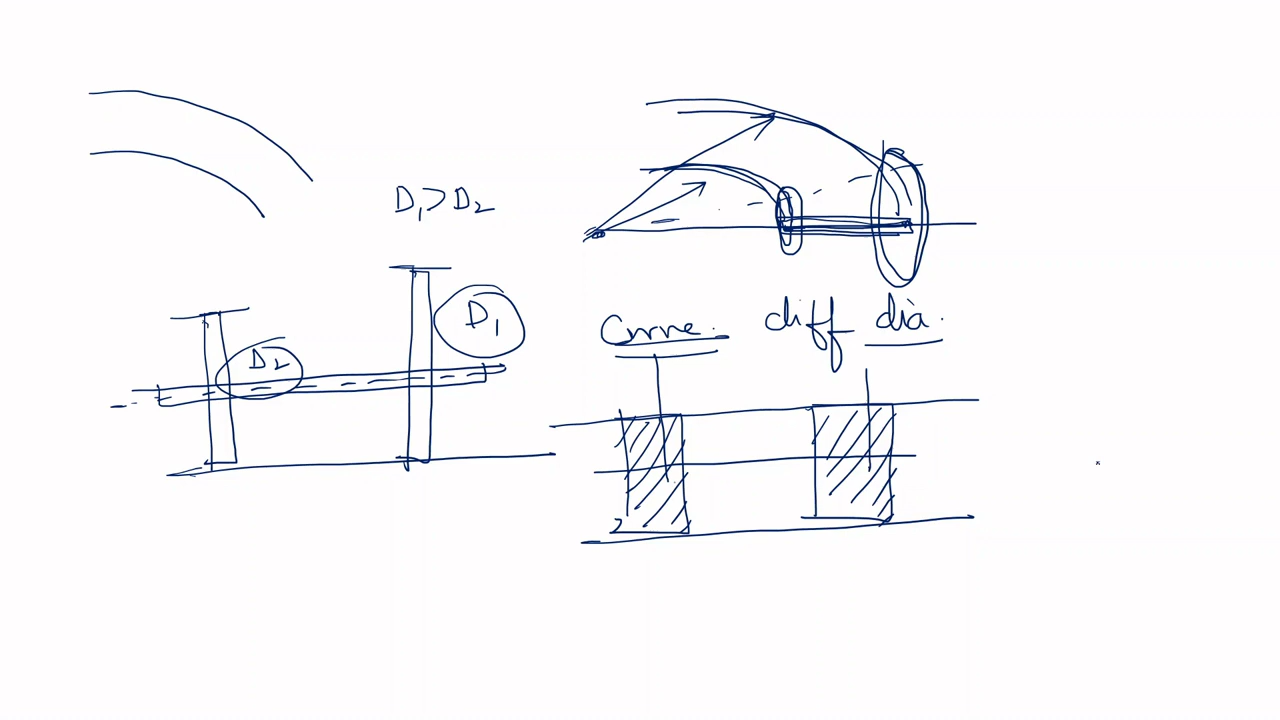 D₁>D₂
D₁
D₂
Curve.
diff dia.